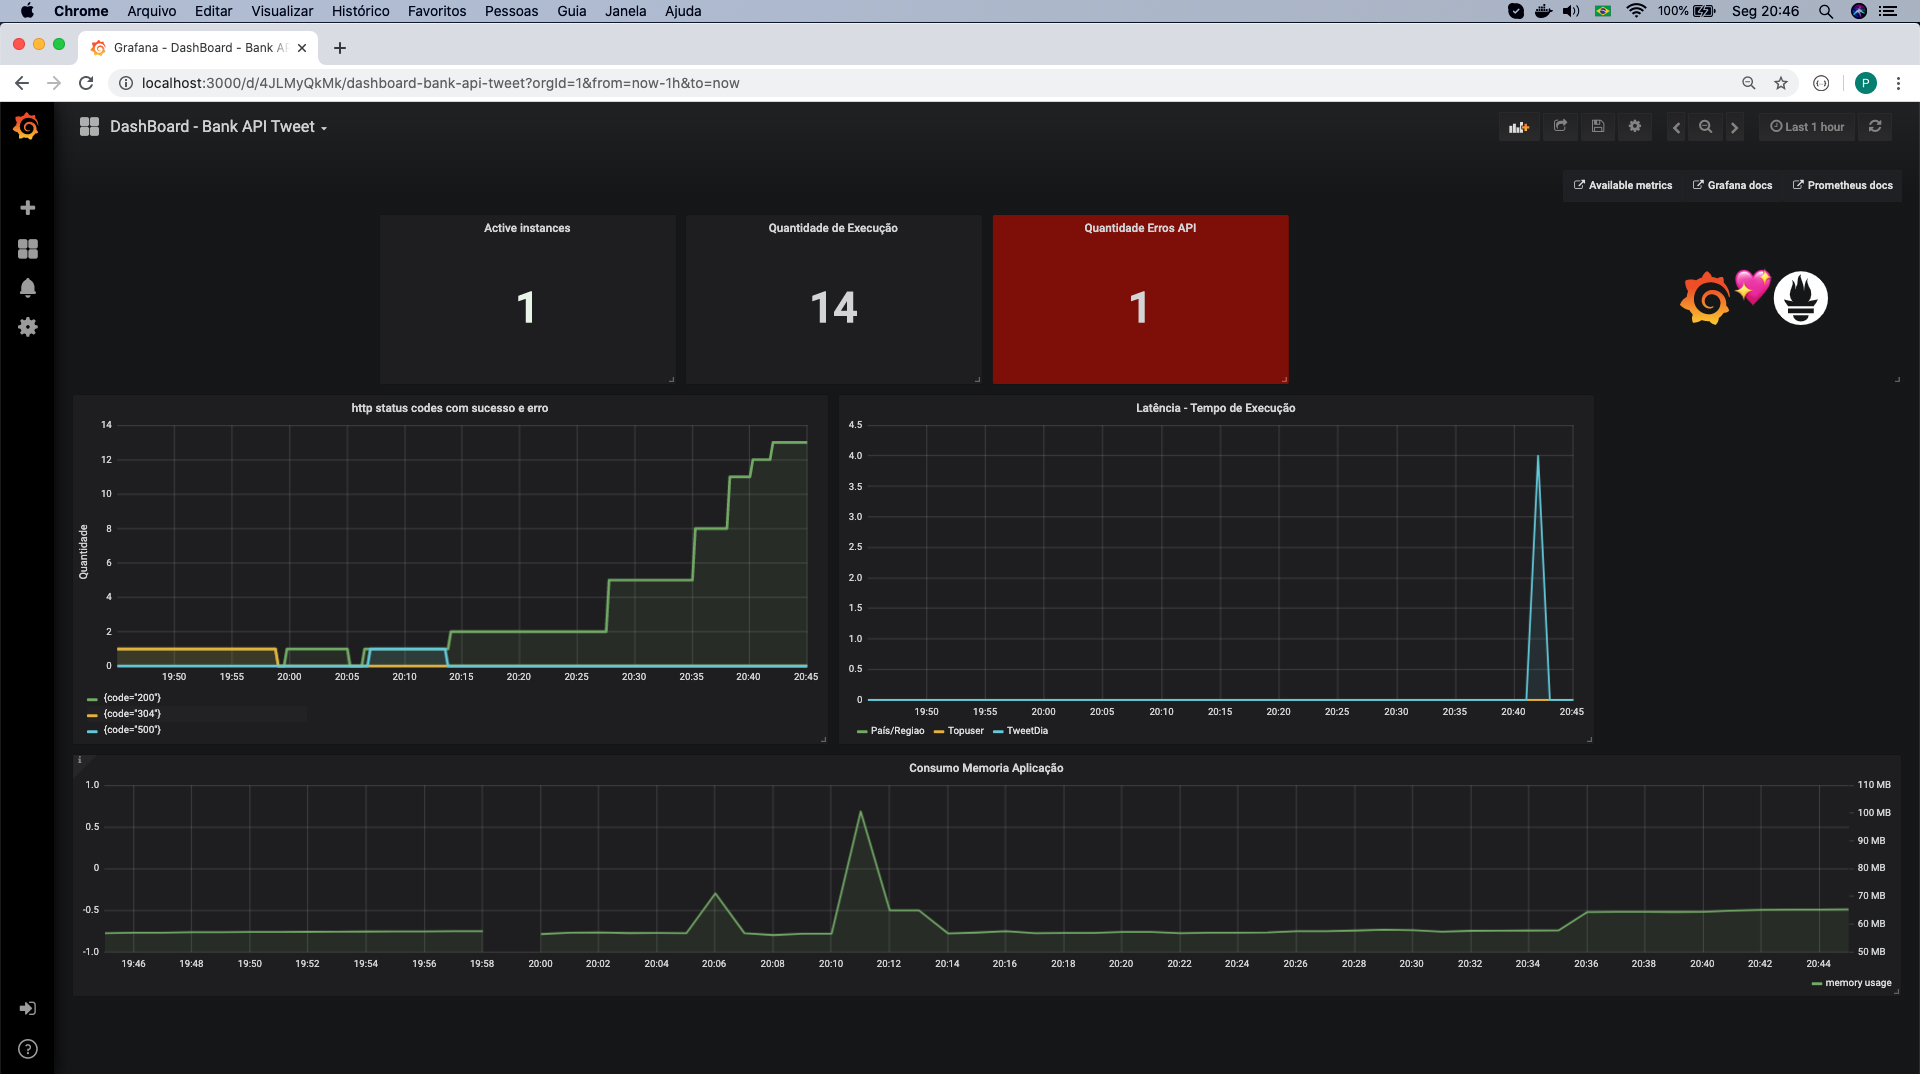 Chrome Arquivo Editar Visualizar Histórico Favoritos Pessoas Guia Janela Ajuda 100% Seg 20:46
Grafana - DashBoard - Bank AP
localhost:3000/d/4JLMyQkMk/dashboard-bank-api-tweet?orgId=1&from=now-1h&to=now P
DashBoard - Bank API Tweet Last 1 hour
Available metrics Grafana docs Prometheus docs
Active instances
1
Quantidade de Execução
14
Quantidade Erros API
1
http status codes com sucesso e erro
Quantidade
14
12
10
8
6
4
2
0
19:50 19:55 20:00 20:05 20:10 20:15 20:20 20:25 20:30 20:35 20:40 20:45
{code="200"}
{code="304"}
{code="500"}
Latência - Tempo de Execução
4.5
4.0
3.5
3.0
2.5
2.0
1.5
1.0
0.5
0
19:50 19:55 20:00 20:05 20:10 20:15 20:20 20:25 20:30 20:35 20:40 20:45
País/Regiao Topuser TweetDia
i
Consumo Memoria Aplicação
1.0 110 MB
100 MB
0.5
90 MB
0 80 MB
70 MB
-0.5
60 MB
-1.0 50 MB
19:46 19:48 19:50 19:52 19:54 19:56 19:58 20:00 20:02 20:04 20:06 20:08 20:10 20:12 20:14 20:16 20:18 20:20 20:22 20:24 20:26 20:28 20:30 20:32 20:34 20:36 20:38 20:40 20:42 20:44
memory usage